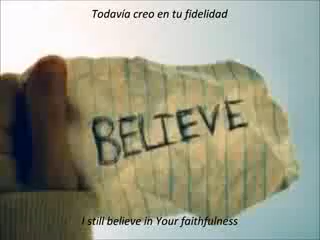 Todavía creo en tu fidelidad
BELIEVE
I still believe in Your faithfulness